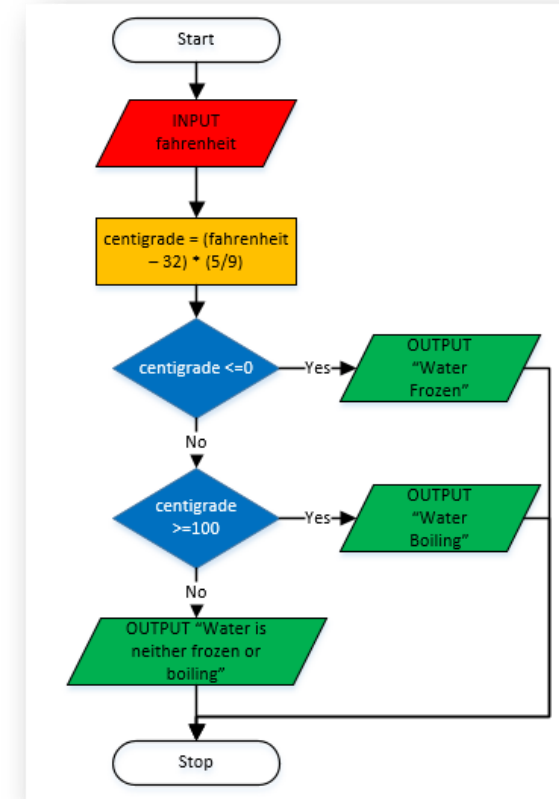 Start
INPUT
fahrenheit
centigrade = (fahrenheit
– 32) * (5/9)
centigrade <=0
Yes
OUTPUT
“Water
Frozen”
No
centigrade
>=100
Yes
OUTPUT
“Water
Boiling”
No
OUTPUT “Water is
neither frozen or
boiling”
Stop